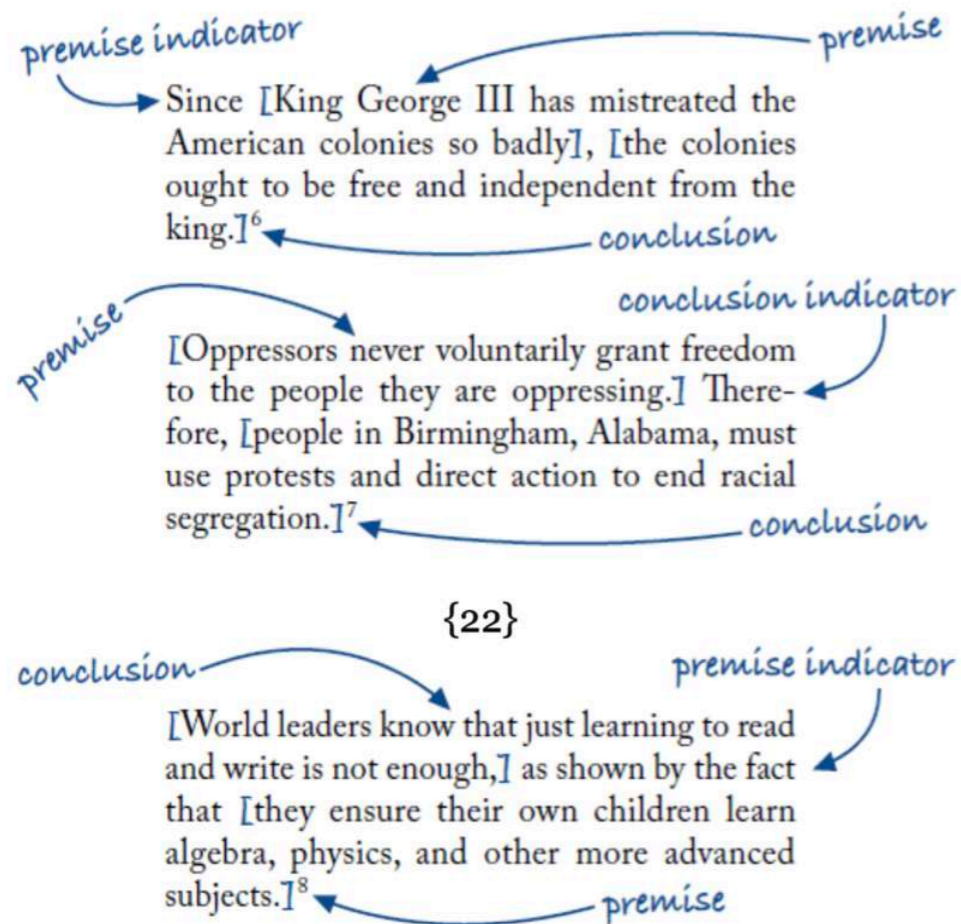 premise indicator
premise
Since [King George III has mistreated the
American colonies so badly], [the colonies
ought to be free and independent from the
king.]⁶
conclusion
conclusion indicator
premise
[Oppressors never voluntarily grant freedom
to the people they are oppressing.] There-
fore, [people in Birmingham, Alabama, must
use protests and direct action to end racial
segregation.]⁷
conclusion
{22}
conclusion
premise indicator
[World leaders know that just learning to read
and write is not enough,] as shown by the fact
that [they ensure their own children learn
algebra, physics, and other more advanced
subjects.]⁸
premise